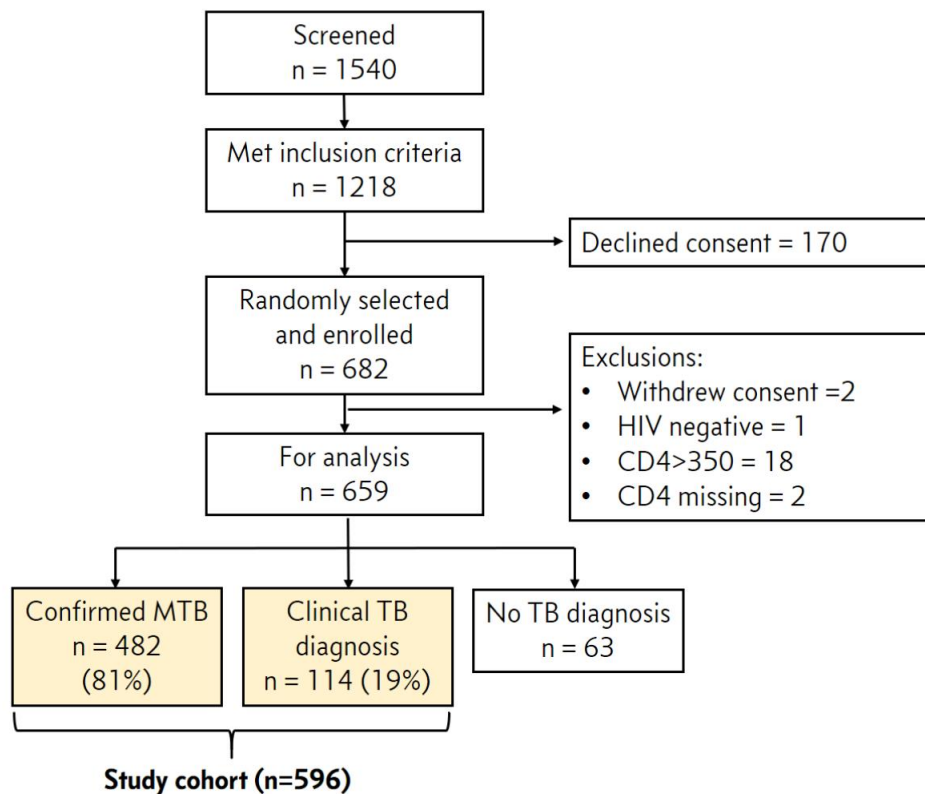 Screened
n = 1540
Met inclusion criteria
n = 1218
Declined consent = 170
Randomly selected
and enrolled
n = 682
Exclusions:
• Withdrew consent =2
• HIV negative = 1
• CD4>350 = 18
• CD4 missing = 2
For analysis
n = 659
Confirmed MTB
n = 482
(81%)
Clinical TB
diagnosis
n = 114 (19%)
No TB diagnosis
n = 63
Study cohort (n=596)